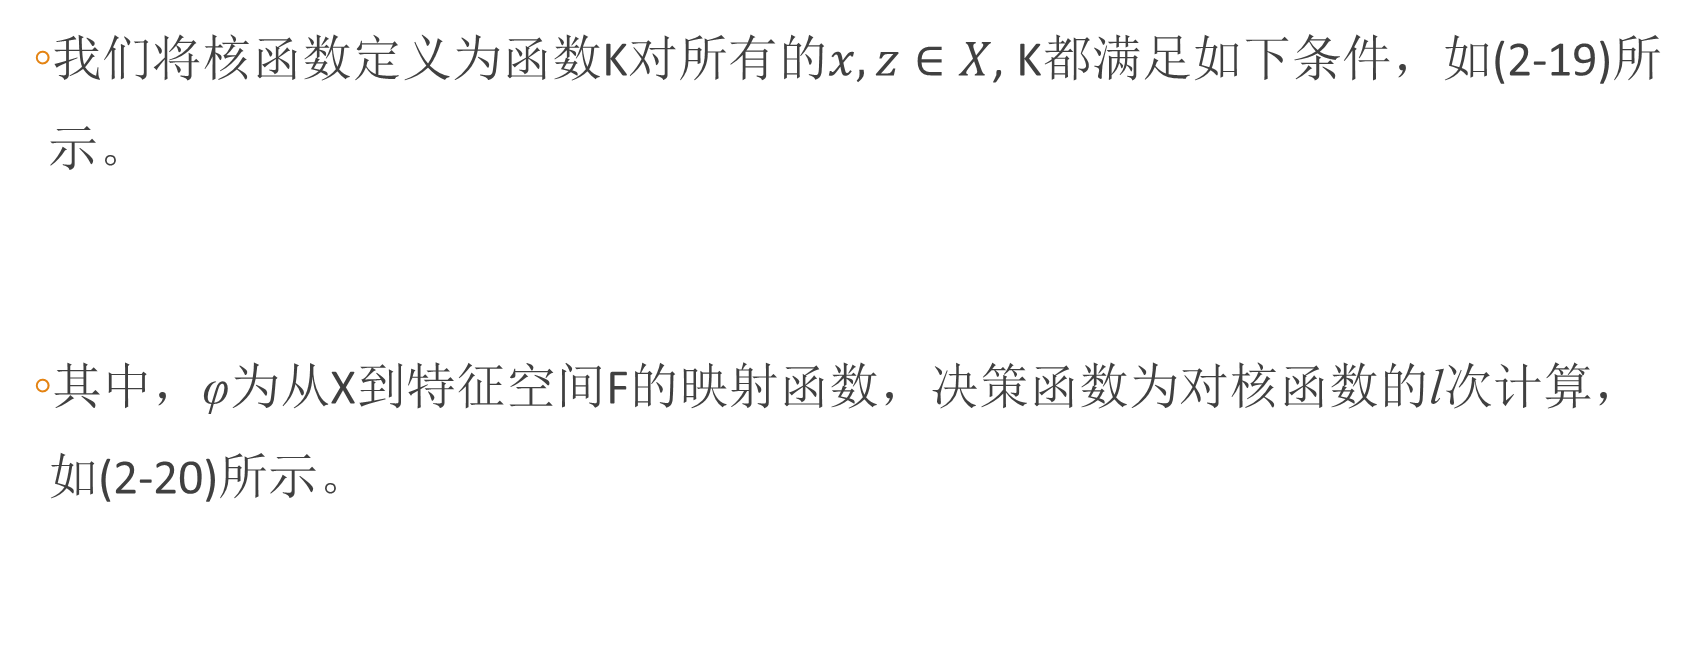 ◦我们将核函数定义为函数K对所有的x, z ∈ X, K都满足如下条件，如(2-19)所
示。
◦其中，φ为从X到特征空间F的映射函数，决策函数为对核函数的l次计算，
如(2-20)所示。